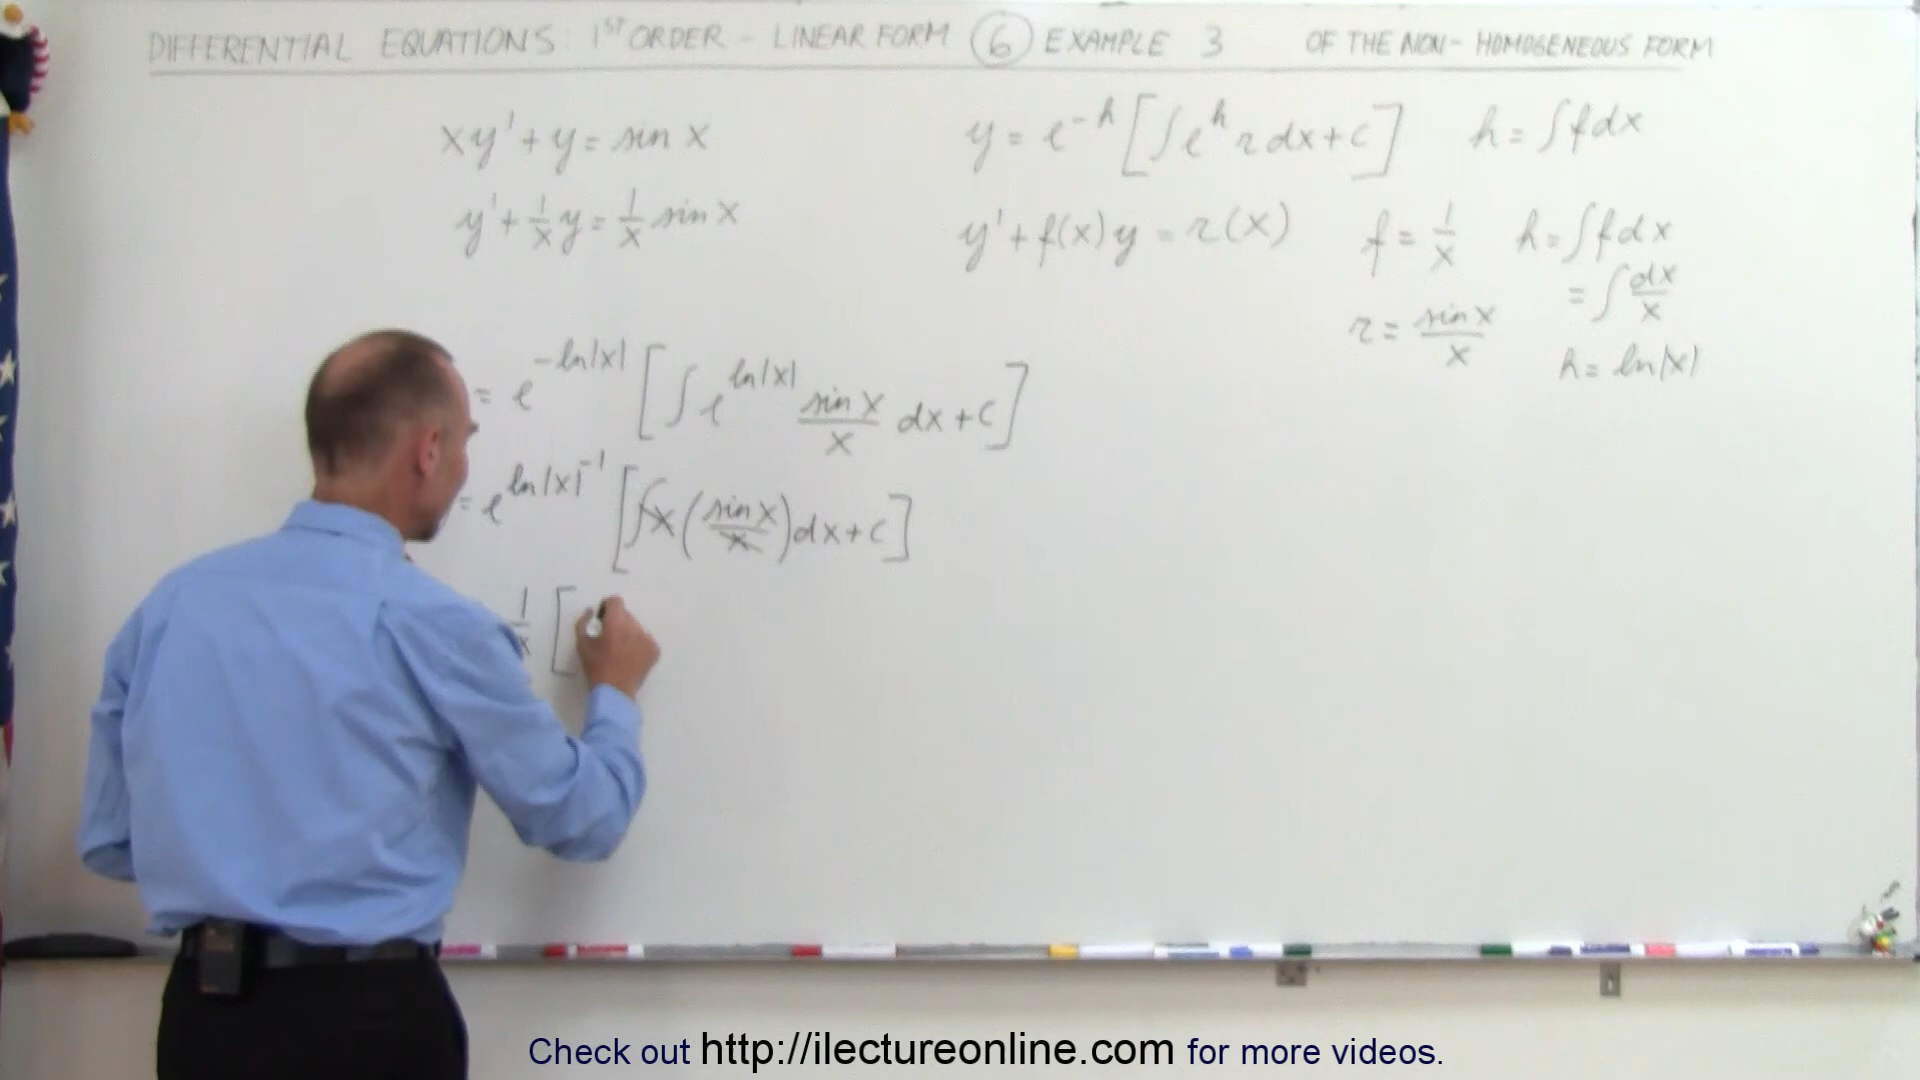 DIFFERENTIAL EQUATIONS: 1ST ORDER - LINEAR FORM 6 EXAMPLE 3 OF THE NON-HOMOGENEOUS FORM
xy' + y = sin x
y' + 1/x y = 1/x sin x
y = e^-h [∫e^h r dx + C] h = ∫f dx
y' + f(x) y = r(x) f = 1/x h = ∫f dx
= ∫dx/x
r = sin x/x
h = ln|x|
= e^-ln|x| [∫ e^ln|x| sin x/x dx + C]
= e^ln|x|^-1 [∫x (sin x/x) dx + C]
1/x [
Check out http://ilectureonline.com for more videos.